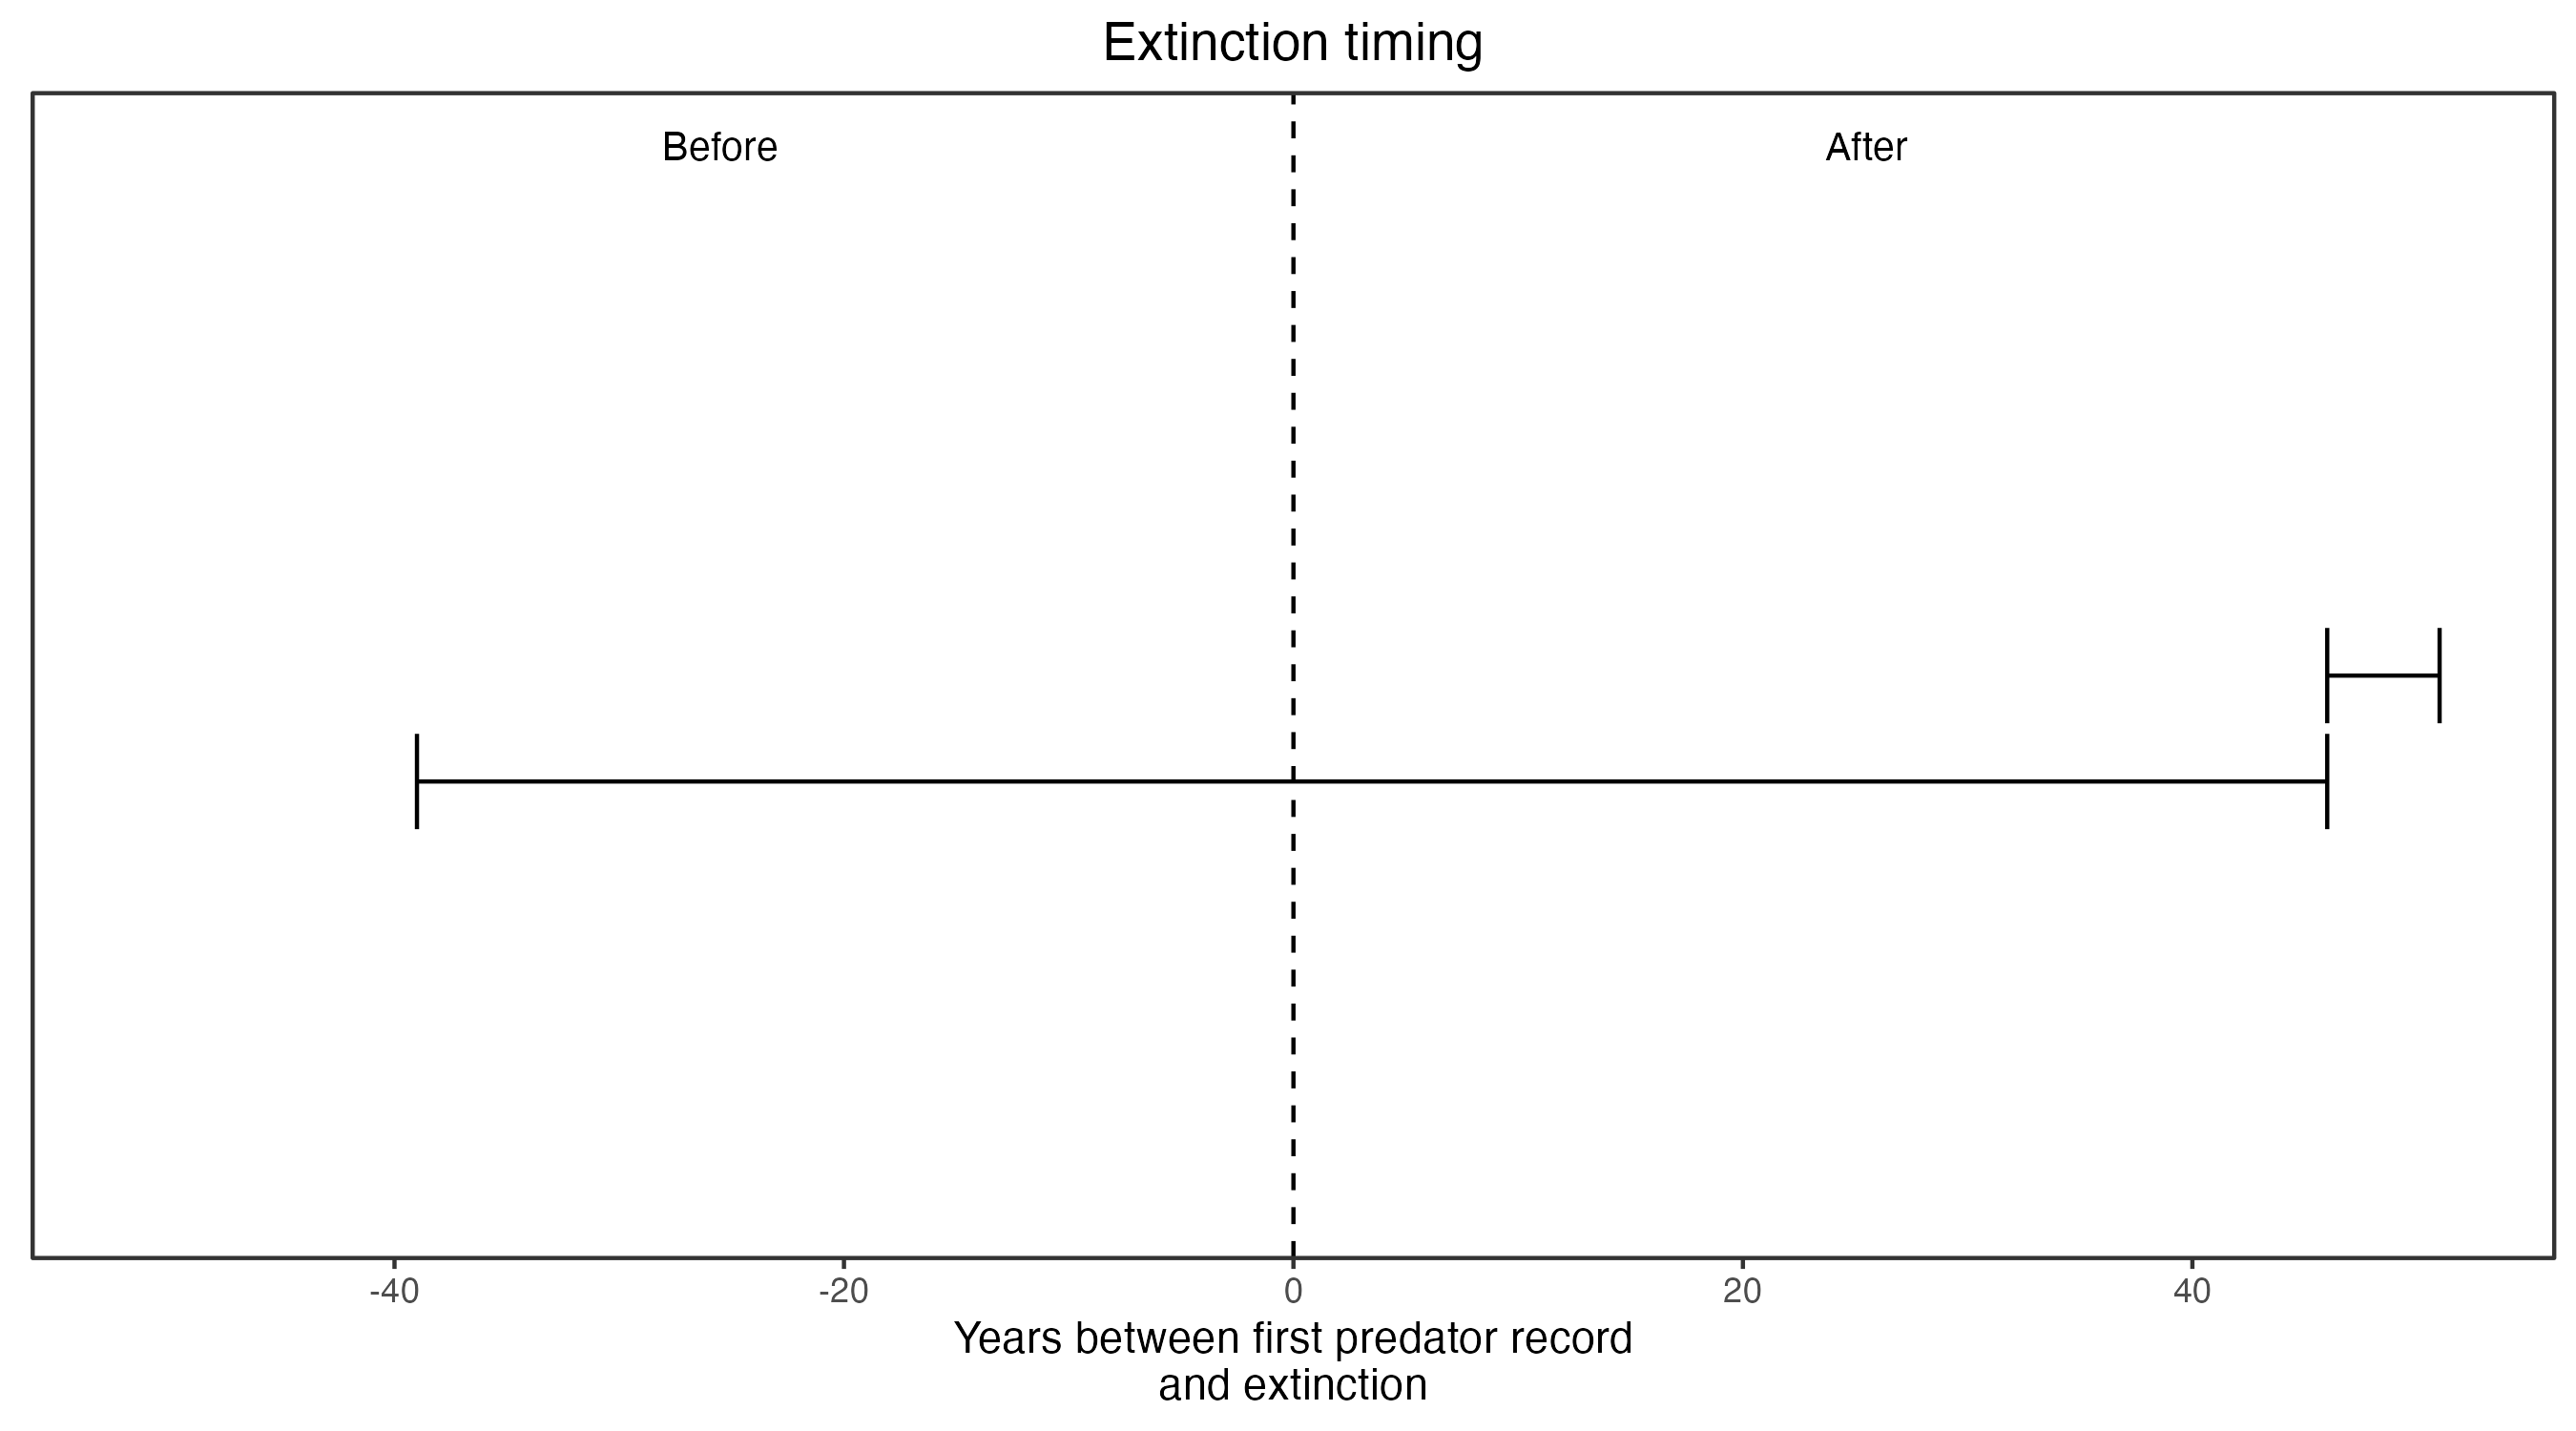 Extinction timing
Before
After
-40
-20
0
20
40
Years between first predator record
and extinction